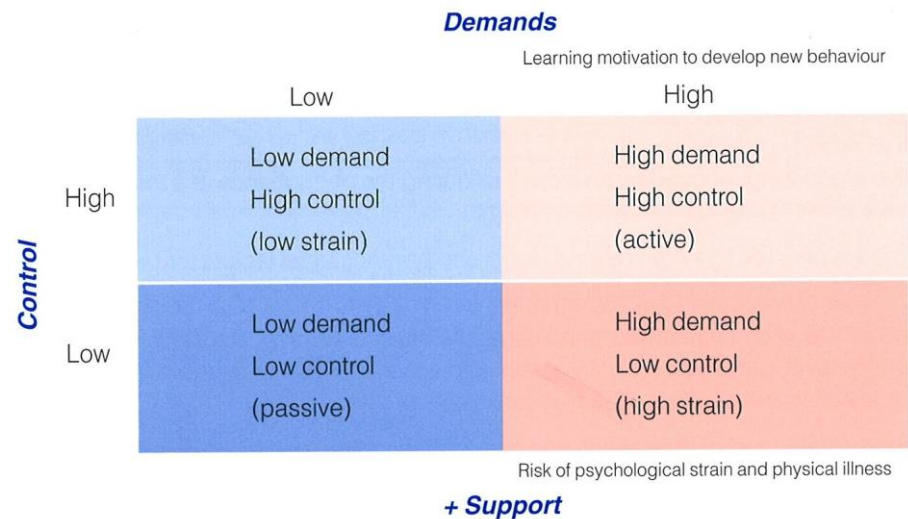 Demands
Learning motivation to develop new behaviour
Low
High
High
Low demand
High control
(low strain)
High demand
High control
(active)
Control
Low
Low demand
Low control
(passive)
High demand
Low control
(high strain)
Risk of psychological strain and physical illness
+ Support